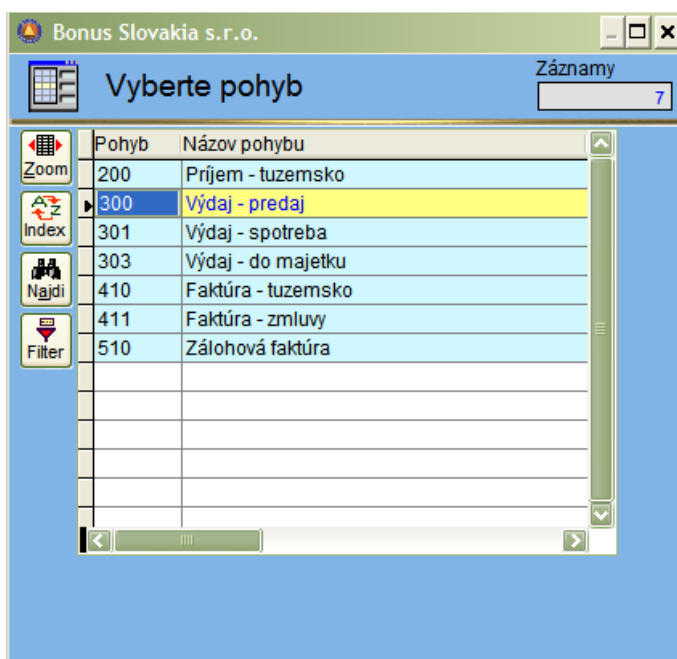 Bonus Slovakia s.r.o.
Vyberte pohyb
Záznamy
7
Zoom
Index
Najdi
Filter
Pohyb Názov pohybu
200 Príjem - tuzemsko
300 Výdaj - predaj
301 Výdaj - spotreba
303 Výdaj - do majetku
410 Faktúra - tuzemsko
411 Faktúra - zmluvy
510 Zálohová faktúra